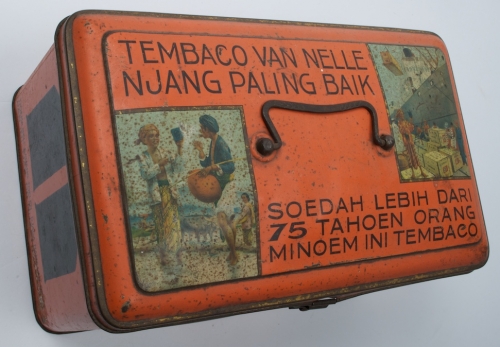 TEMBACO VAN NELLE
NJANG PALING BAIK
SOEDAH LEBIH DARI
75 TAHOEN ORANG
MINOEM INI TEMBACO